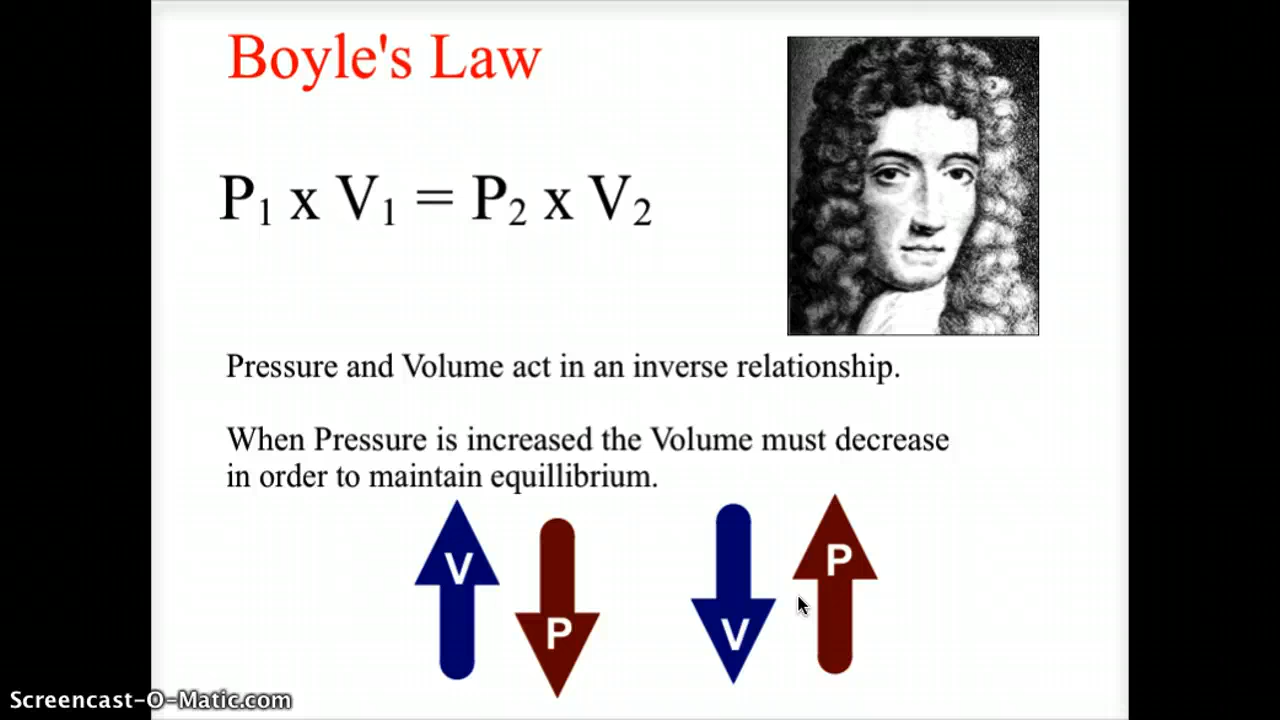 Boyle's Law
P₁ x V₁ = P₂ x V₂
Pressure and Volume act in an inverse relationship.
When Pressure is increased the Volume must decrease
in order to maintain equillibrium.
V
P
V
P
Screencast-O-Matic.com